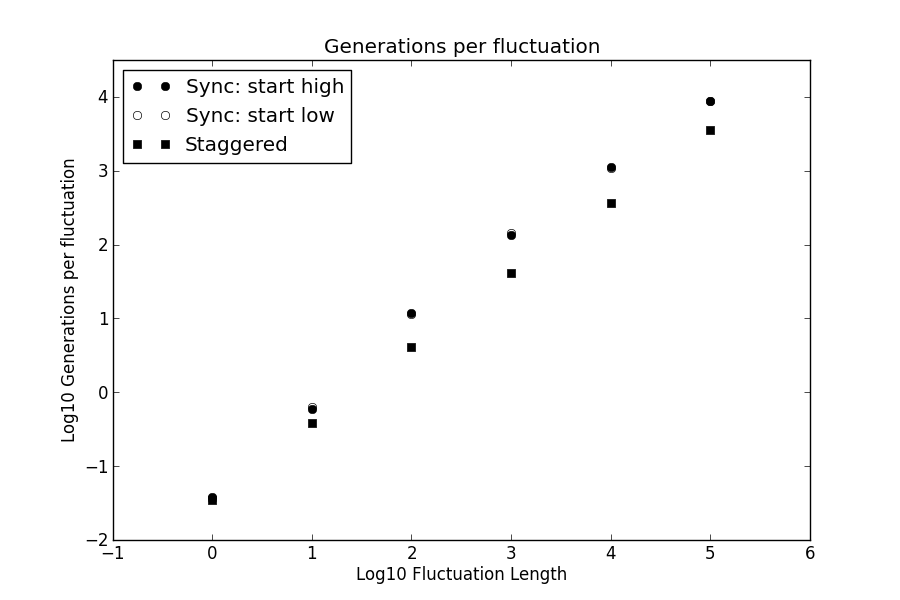 Generations per fluctuation
Sync: start high
Sync: start low
Staggered
Log10 Generations per fluctuation
4
3
2
1
0
−1
−2
−1 0 1 2 3 4 5 6
Log10 Fluctuation Length